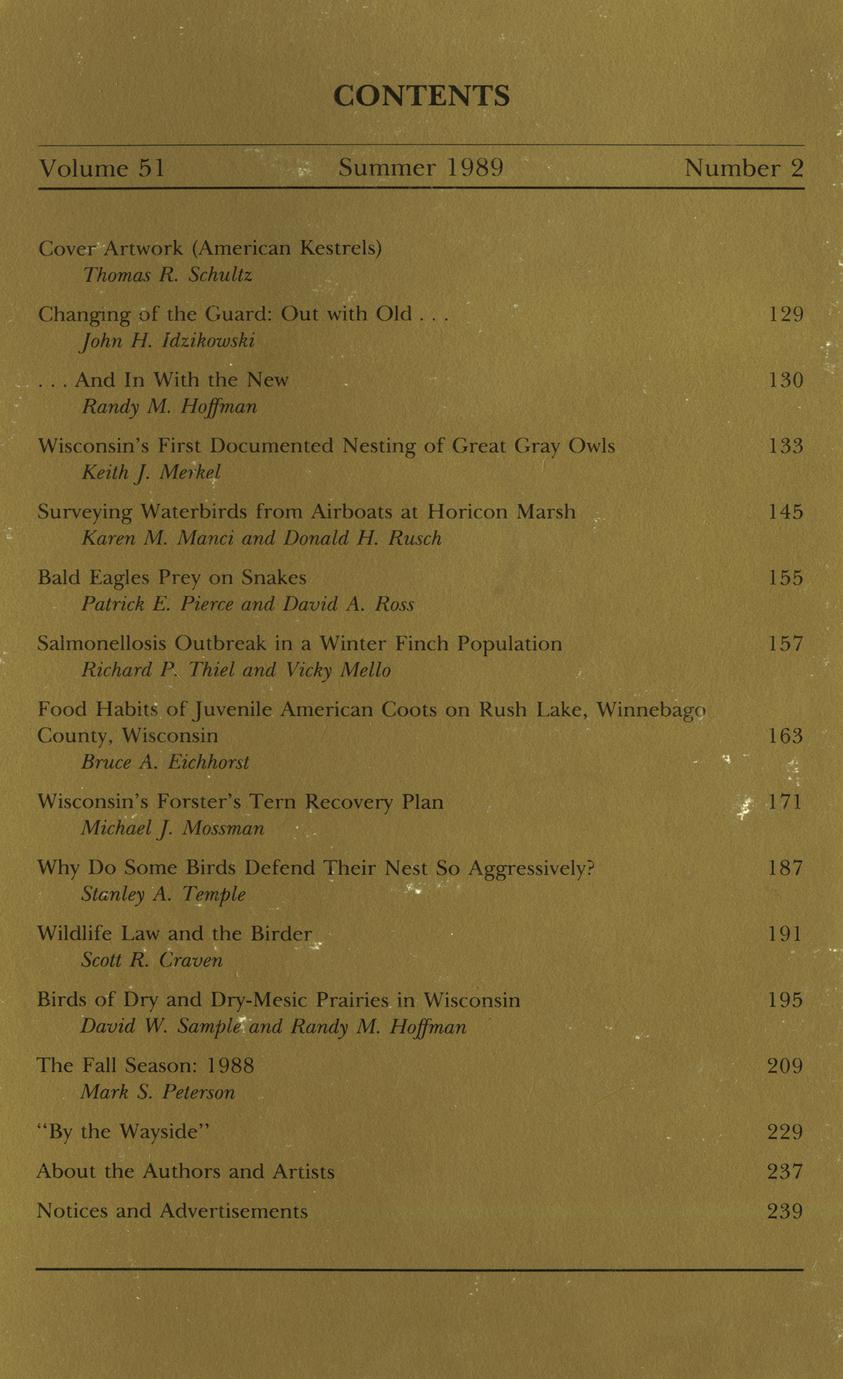 CONTENTS
Volume 51 Summer 1989 Number 2
Cover Artwork (American Kestrels)
Thomas R. Schultz
Changing of the Guard: Out with Old . . . 129
John H. Idzikowski
. . . And In With the New 130
Randy M. Hoffman
Wisconsin's First Documented Nesting of Great Gray Owls 133
Keith J. Merkel
Surveying Waterbirds from Airboats at Horicon Marsh 145
Karen M. Manci and Donald H. Rusch
Bald Eagles Prey on Snakes 155
Patrick E. Pierce and David A. Ross
Salmonellosis Outbreak in a Winter Finch Population 157
Richard P. Thiel and Vicky Mello
Food Habits of Juvenile American Coots on Rush Lake, Winnebago
County, Wisconsin 163
Bruce A. Eichhorst
Wisconsin's Forster's Tern Recovery Plan 171
Michael J. Mossman
Why Do Some Birds Defend Their Nest So Aggressively? 187
Stanley A. Temple
Wildlife Law and the Birder 191
Scott R. Craven
Birds of Dry and Dry-Mesic Prairies in Wisconsin 195
David W. Sample and Randy M. Hoffman
The Fall Season: 1988 209
Mark S. Peterson
“By the Wayside” 229
About the Authors and Artists 237
Notices and Advertisements 239